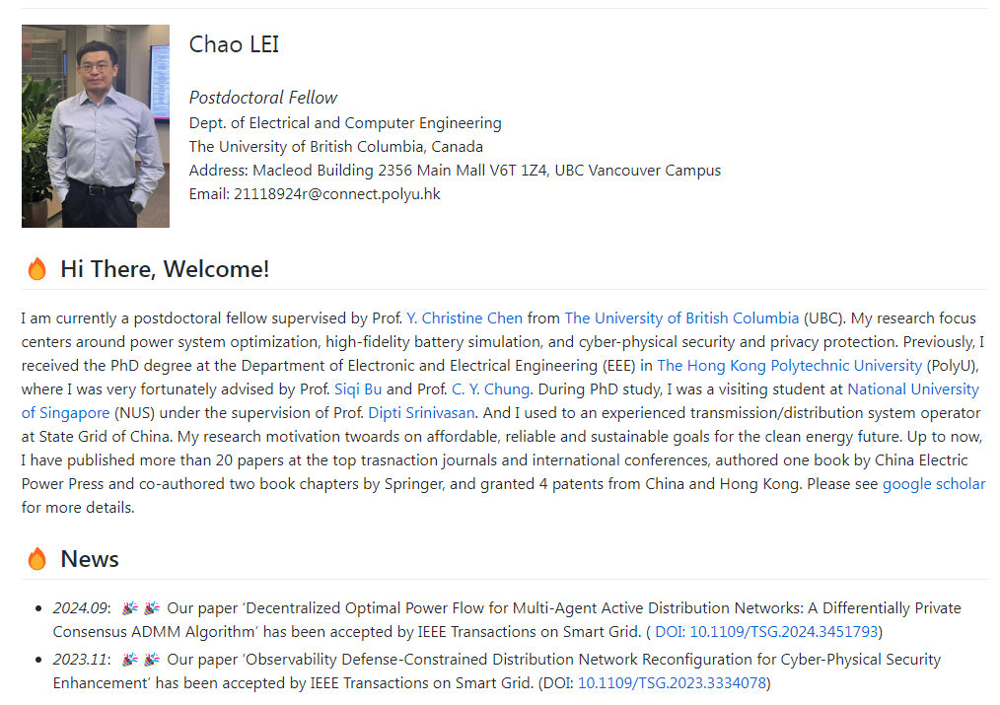 Chao LEI
Postdoctoral Fellow
Dept. of Electrical and Computer Engineering
The University of British Columbia, Canada
Address: Macleod Building 2356 Main Mall V6T 1Z4, UBC Vancouver Campus
Email: 21118924r@connect.polyu.hk
Hi There, Welcome!
I am currently a postdoctoral fellow supervised by Prof. Y. Christine Chen from The University of British Columbia (UBC). My research focus
centers around power system optimization, high-fidelity battery simulation, and cyber-physical security and privacy protection. Previously, I
received the PhD degree at the Department of Electronic and Electrical Engineering (EEE) in The Hong Kong Polytechnic University (PolyU),
where I was very fortunately advised by Prof. Siqi Bu and Prof. C. Y. Chung. During PhD study, I was a visiting student at National University
of Singapore (NUS) under the supervision of Prof. Dipti Srinivasan. And I used to an experienced transmission/distribution system operator
at State Grid of China. My research motivation twoards on affordable, reliable and sustainable goals for the clean energy future. Up to now,
I have published more than 20 papers at the top trasnaction journals and international conferences, authored one book by China Electric
Power Press and co-authored two book chapters by Springer, and granted 4 patents from China and Hong Kong. Please see google scholar
for more details.
News
• 2024.09: 🎉 🎉 Our paper ‘Decentralized Optimal Power Flow for Multi-Agent Active Distribution Networks: A Differentially Private
Consensus ADMM Algorithm’ has been accepted by IEEE Transactions on Smart Grid. ( DOI: 10.1109/TSG.2024.3451793)
• 2023.11: 🎉 🎉 Our paper ‘Observability Defense-Constrained Distribution Network Reconfiguration for Cyber-Physical Security
Enhancement’ has been accepted by IEEE Transactions on Smart Grid. (DOI: 10.1109/TSG.2023.3334078)